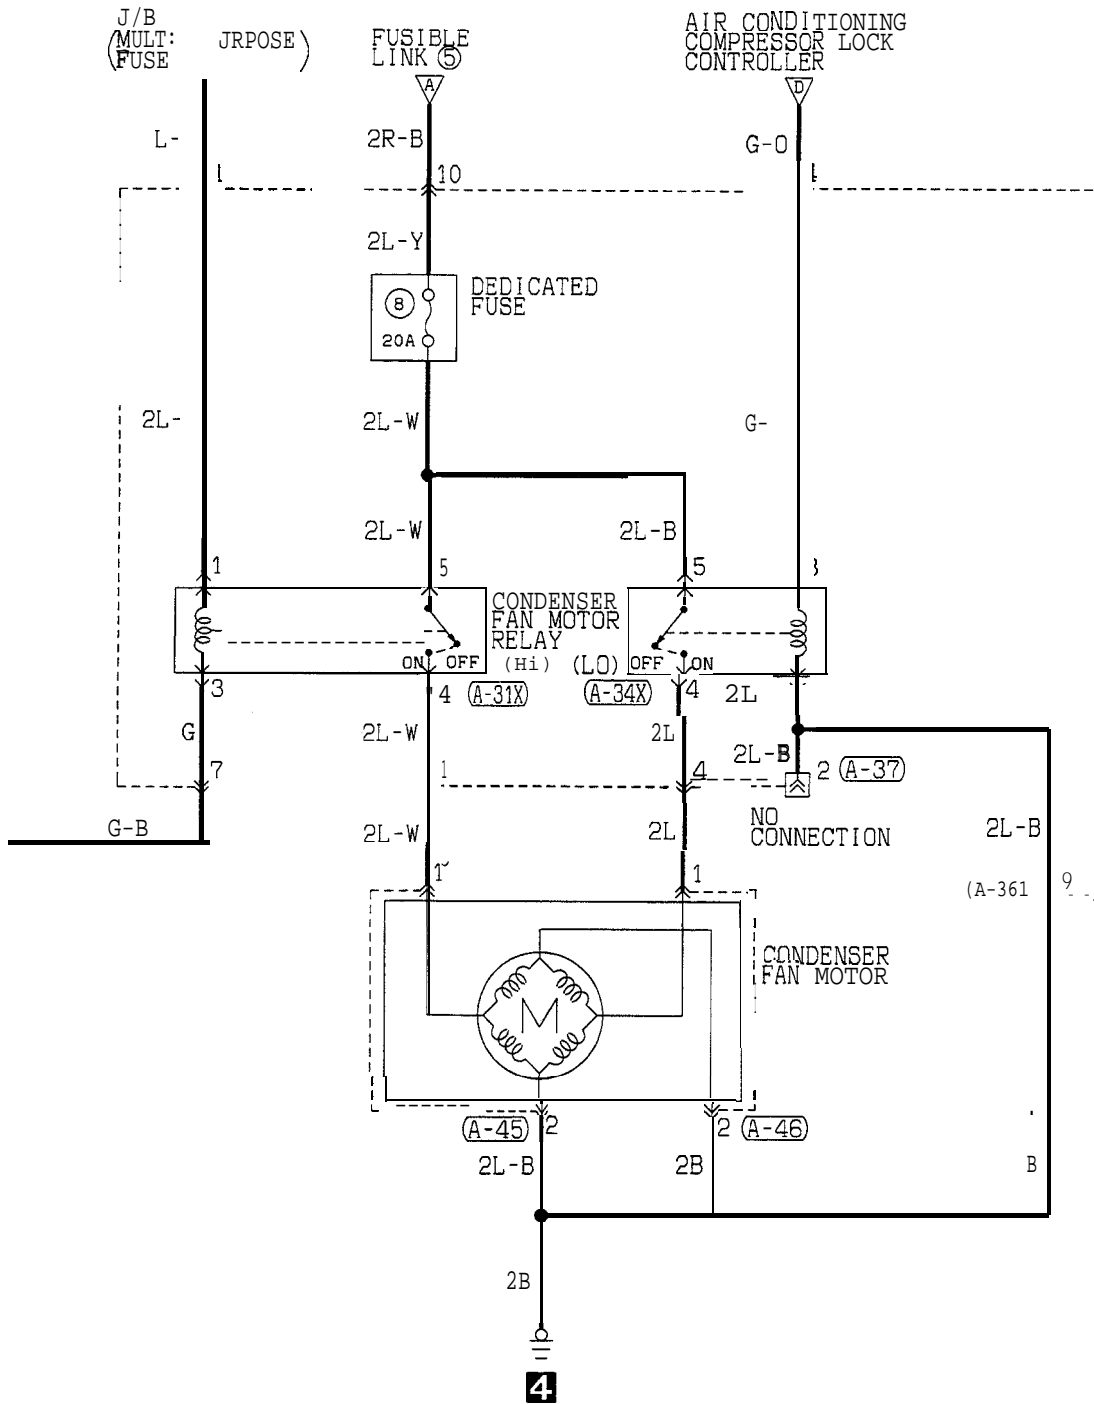 J/B
(MULT: JRPOSE)
FUSE
FUSIBLE
LINK ⑤
A
AIR CONDITIONING
COMPRESSOR LOCK
CONTROLLER
D
L-
2R-B
G-O
10
2L-Y
DEDICATED
FUSE
8
20A
2L-
2L-W
G-
2L-W
2L-B
1
5
5
CONDENSER
FAN MOTOR
RELAY
(Hi)
(LO)
ON OFF
OFF ON
3
4
A-31X
A-34X
4
2L
G
2L-W
2L
2L-B
7
1
4
2
A-37
G-B
2L-W
2L
NO
CONNECTION
2L-B
1
1
(A-361
9
CONDENSER
FAN MOTOR
M
A-45
2
2
A-46
2L-B
2B
B
2B
4